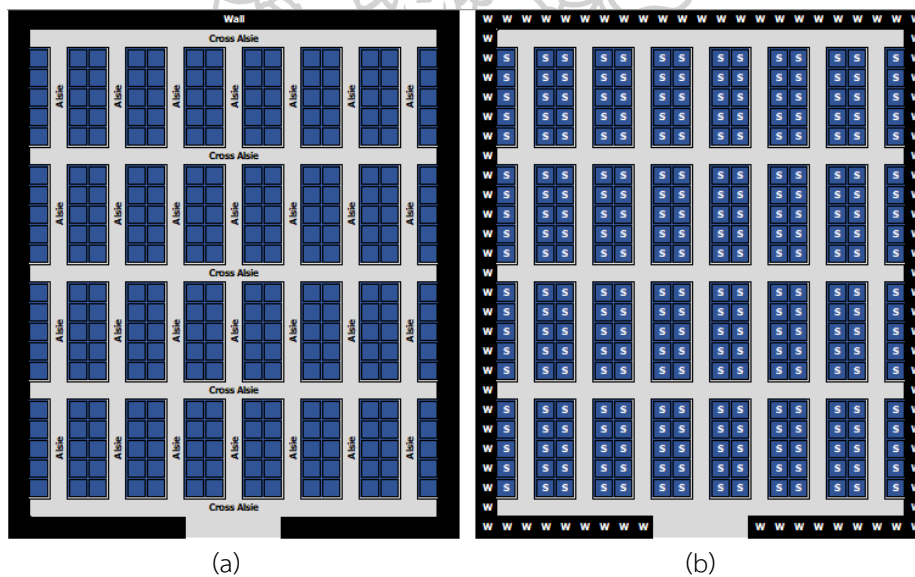 Wall
Cross Alsie
Alsie Alsie Alsie Alsie Alsie Alsie Alsie
Cross Alsie
Alsie Alsie Alsie Alsie Alsie Alsie Alsie
Cross Alsie
Alsie Alsie Alsie Alsie Alsie Alsie Alsie
Cross Alsie
Alsie Alsie Alsie Alsie Alsie Alsie Alsie
Cross Alsie
(a)
W W W W W W W W W W W W W W W W W W W W W W W
W W
W S S S S S S S S S S S S S S W
W S S S S S S S S S S S S S S W
W S S S S S S S S S S S S S S W
W S S S S S S S S S S S S S S W
W S S S S S S S S S S S S S S W
W W
W S S S S S S S S S S S S S S W
W S S S S S S S S S S S S S S W
W S S S S S S S S S S S S S S W
W S S S S S S S S S S S S S S W
W S S S S S S S S S S S S S S W
W W
W S S S S S S S S S S S S S S W
W S S S S S S S S S S S S S S W
W S S S S S S S S S S S S S S W
W S S S S S S S S S S S S S S W
W S S S S S S S S S S S S S S W
W W
W S S S S S S S S S S S S S S W
W S S S S S S S S S S S S S S W
W S S S S S S S S S S S S S S W
W S S S S S S S S S S S S S S W
W S S S S S S S S S S S S S S W
W W
W W W W W W W W W W W W W W W W W W
(b)